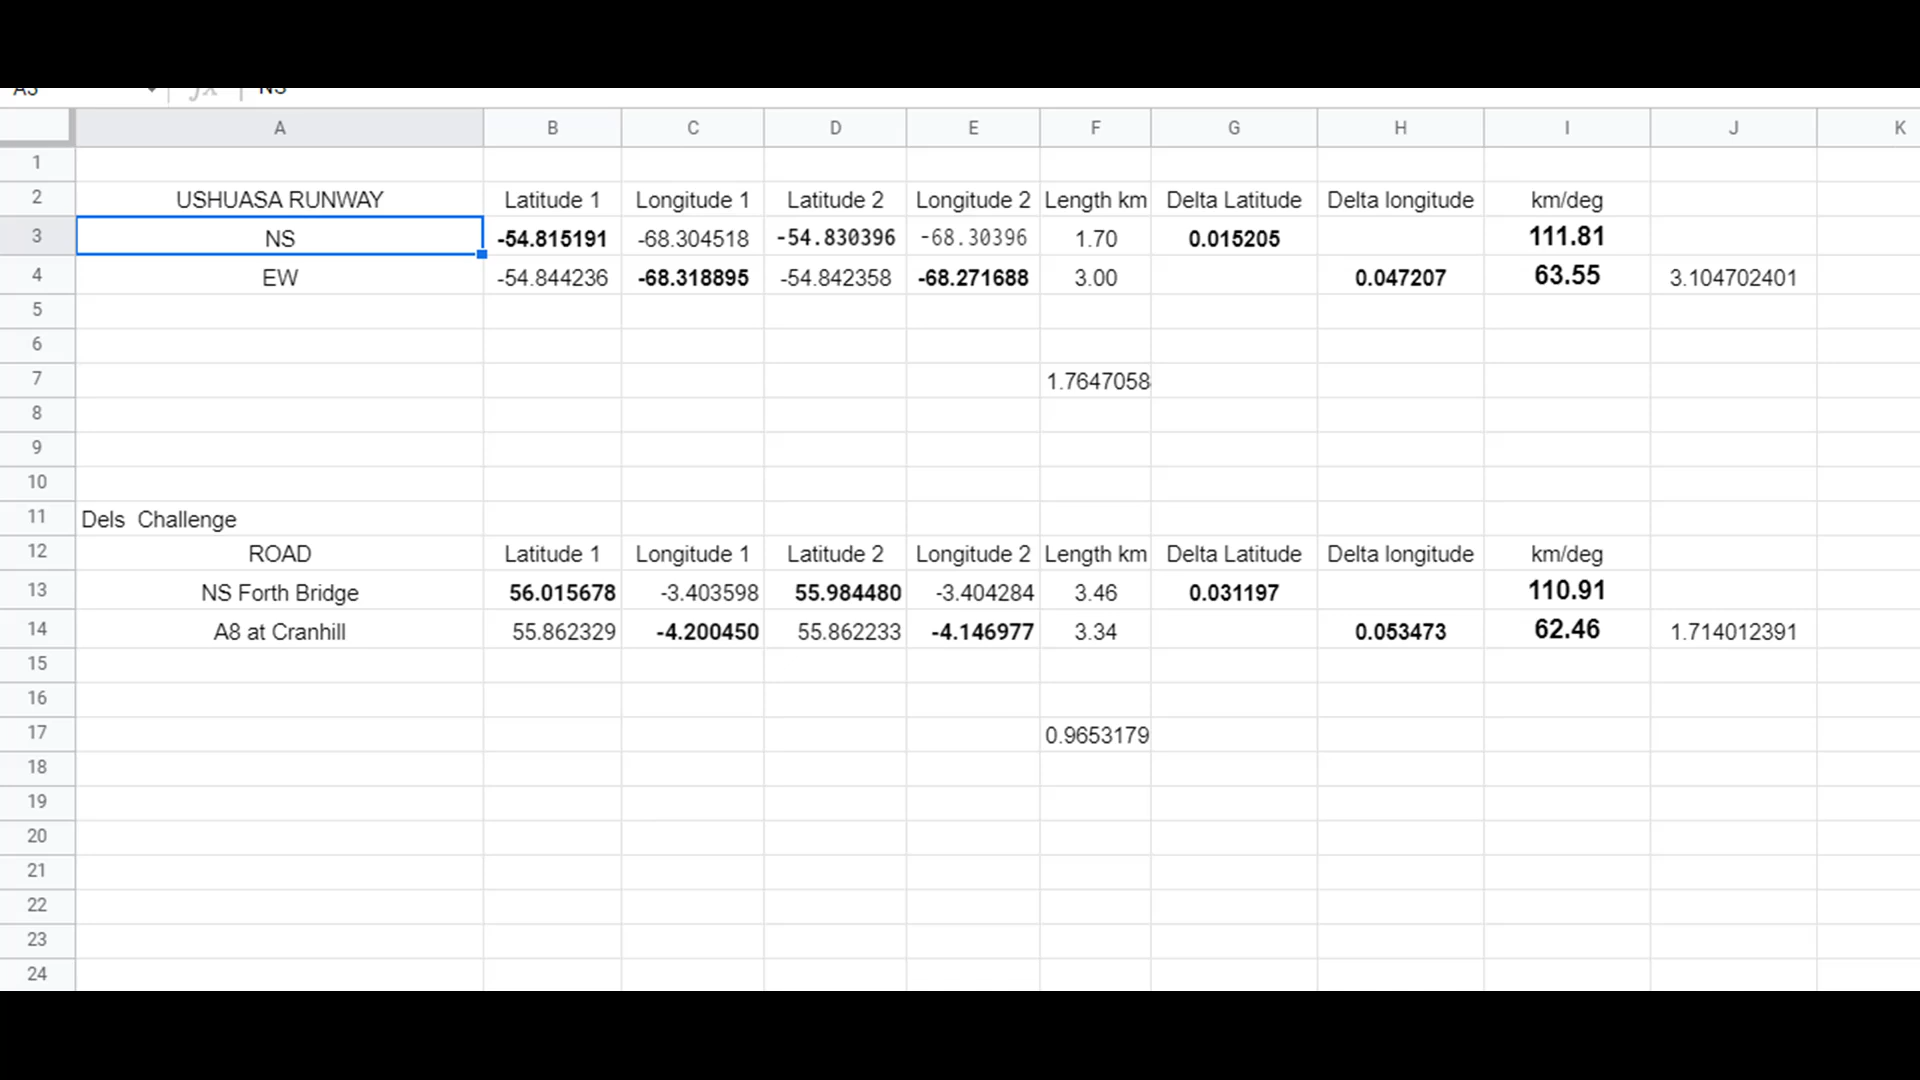 A3 fx NS
A B C D E F G H I J K
1
2 USHUASA RUNWAY Latitude 1 Longitude 1 Latitude 2 Longitude 2 Length km Delta Latitude Delta longitude km/deg
3 NS -54.815191 -68.304518 -54.830396 -68.30396 1.70 0.015205 111.81
4 EW -54.844236 -68.318895 -54.842358 -68.271688 3.00 0.047207 63.55 3.104702401
5
6
7 1.7647058
8
9
10
11 Dels Challenge
12 ROAD Latitude 1 Longitude 1 Latitude 2 Longitude 2 Length km Delta Latitude Delta longitude km/deg
13 NS Forth Bridge 56.015678 -3.403598 55.984480 -3.404284 3.46 0.031197 110.91
14 A8 at Cranhill 55.862329 -4.200450 55.862233 -4.146977 3.34 0.053473 62.46 1.714012391
15
16
17 0.9653179
18
19
20
21
22
23
24